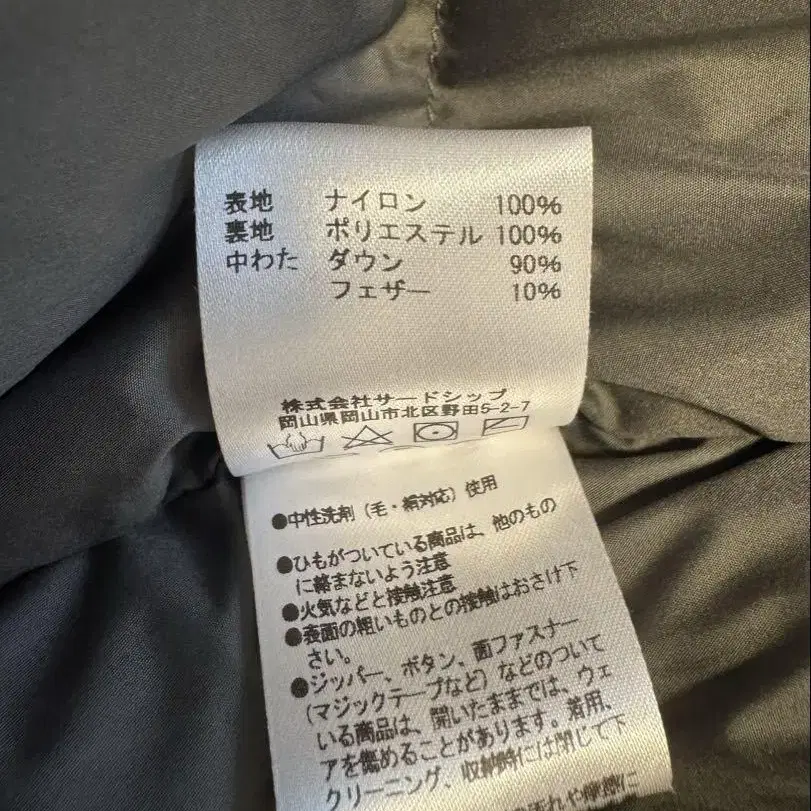 表地 ナイロン 100%
裏地 ポリエステル 100%
中わた ダウン 90%
フェザー 10%
株式会社サードシップ
岡山県岡山市北区野田5-2-7
●中性洗剤(毛・絹対応)使用
●ひもがついている商品は、他のもの
に絡まないよう注意
●火気などと接触注意
●表面の粗いものとの接触はおさけ下
さい。
●ジッパー、ボタン、面ファスナー
(マジックテープなど)などのついて
いる商品は、開いたままでは、ウェ
アを傷めることがあります。着用、
クリーニング、収納時には閉じて下
汚れや摩擦に